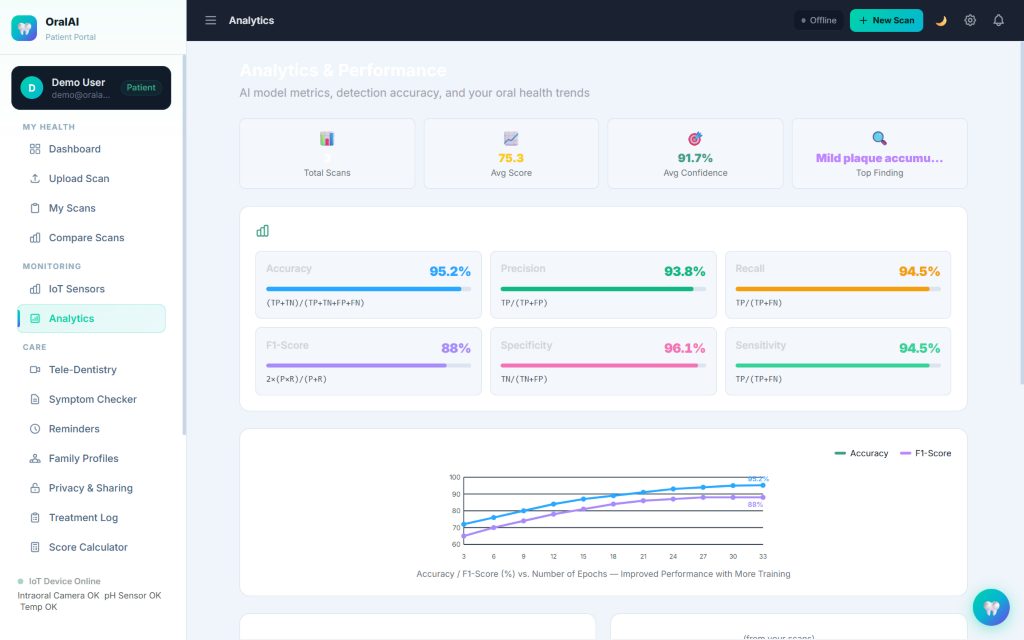 OralAI
Patient Portal
Analytics
Offline
New Scan
D
Demo User
demo@orala...
Patient
MY HEALTH
Dashboard
Upload Scan
My Scans
Compare Scans
MONITORING
IoT Sensors
Analytics
CARE
Tele-Dentistry
Symptom Checker
Reminders
Family Profiles
Privacy & Sharing
Treatment Log
Score Calculator
IoT Device Online
Intraoral Camera OK pH Sensor OK
Temp OK
Analytics & Performance
AI model metrics, detection accuracy, and your oral health trends
Total Scans
75.3
Avg Score
91.7%
Avg Confidence
Mild plaque accumu...
Top Finding
Accuracy 95.2%
(TP+TN)/(TP+TN+FP+FN)
Precision 93.8%
TP/(TP+FP)
Recall 94.5%
TP/(TP+FN)
F1-Score 88%
2×(P×R)/(P+R)
Specificity 96.1%
TN/(TN+FP)
Sensitivity 94.5%
TP/(TP+FN)
Accuracy F1-Score
100
90
80
70
60
95.2%
88%
3 6 9 12 15 18 21 24 27 30 33
Accuracy / F1-Score (%) vs. Number of Epochs — Improved Performance with More Training
(from your scans)